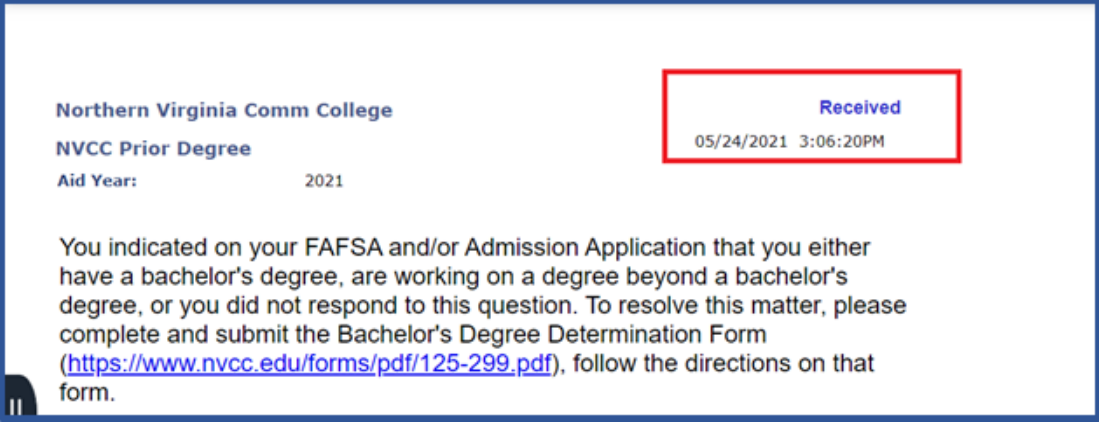 Northern Virginia Comm College
Received
NVCC Prior Degree
05/24/2021 3:06:20PM
Aid Year: 2021
You indicated on your FAFSA and/or Admission Application that you either
have a bachelor's degree, are working on a degree beyond a bachelor's
degree, or you did not respond to this question. To resolve this matter, please
complete and submit the Bachelor's Degree Determination Form
(https://www.nvcc.edu/forms/pdf/125-299.pdf), follow the directions on that
form.